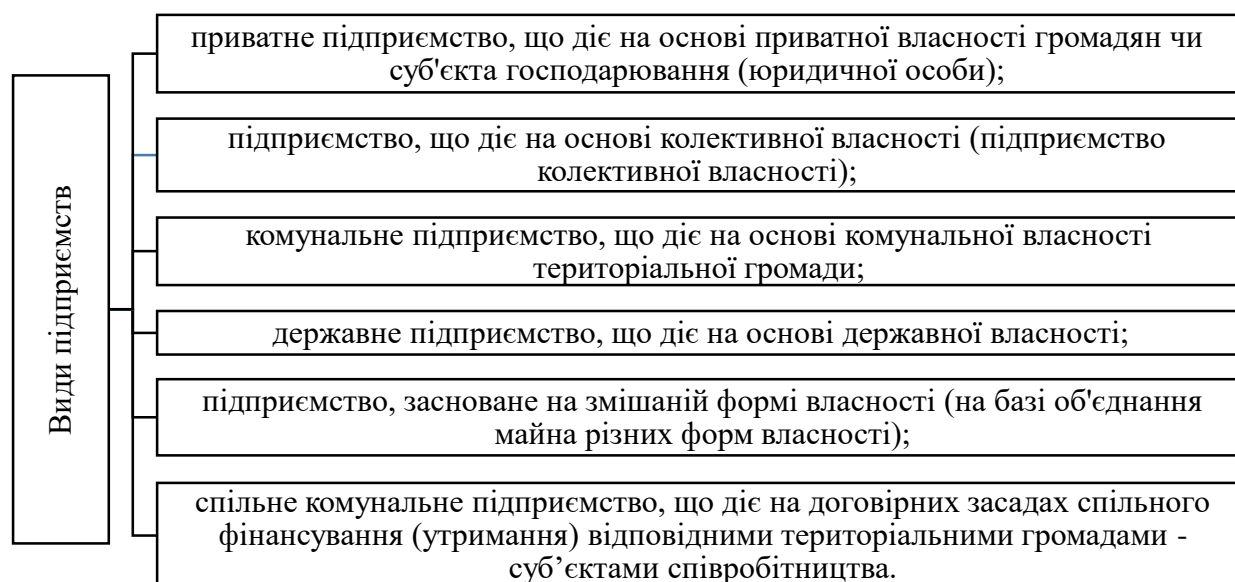 Види підприємств
приватне підприємство, що діє на основі приватної власності громадян чи
суб'єкта господарювання (юридичної особи);
підприємство, що діє на основі колективної власності (підприємство
колективної власності);
комунальне підприємство, що діє на основі комунальної власності
територіальної громади;
державне підприємство, що діє на основі державної власності;
підприємство, засноване на змішаній формі власності (на базі об'єднання
майна різних форм власності);
спільне комунальне підприємство, що діє на договірних засадах спільного
фінансування (утримання) відповідними територіальними громадами -
суб’єктами співробітництва.